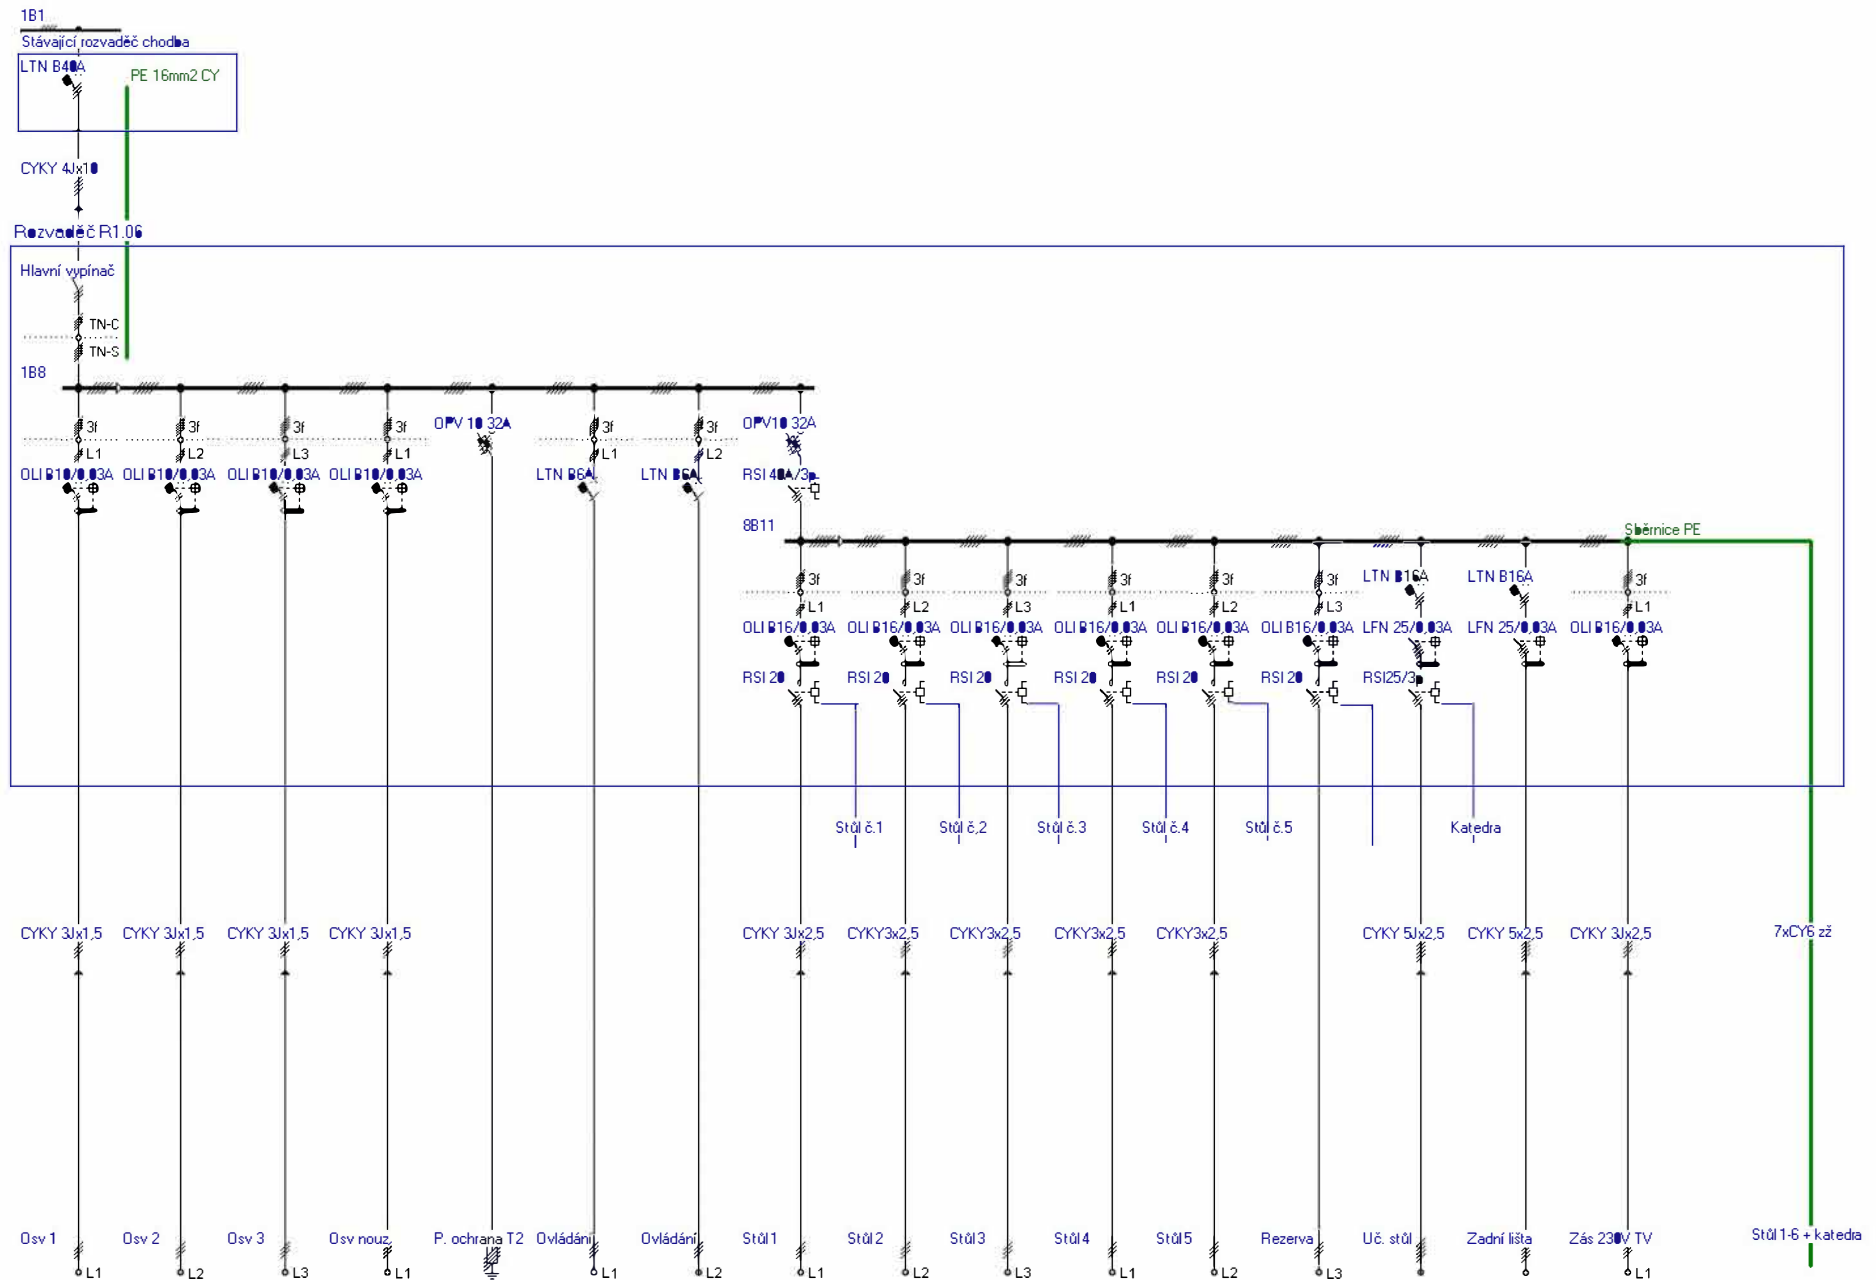 1B1
Stávající rozvaděč chodba
LTN B40A
PE 16mm2 CY
CYKY 4Jx10
Rozvaděč R1.06
Hlavní vypínač
TN-C
TN-S
1B8
3f 3f 3f 3f OPV 10 32A 3f 3f OPV10 32A
L1 L2 L3 L1 L1 L2
OLI B10/0,03A OLI B10/0,03A OLI B10/0,03A OLI B10/0,03A LTN B6A LTN B6A RSI 40A/3p
8B11
Sběrnice PE
3f 3f 3f 3f 3f 3f LTN B16A LTN B16A 3f
L1 L2 L3 L1 L2 L3 L1
OLI B16/0,03A OLI B16/0,03A OLI B16/0,03A OLI B16/0,03A OLI B16/0,03A OLI B16/0,03A LFN 25/0,03A LFN 25/0,03A OLI B16/0,03A
RSI 20 RSI 20 RSI 20 RSI 20 RSI 20 RSI 20 RSI25/3p
Stůl č.1 Stůl č,2 Stůl č.3 Stůl č.4 Stůl č.5 Katedra
CYKY 3Jx1,5 CYKY 3Jx1,5 CYKY 3Jx1,5 CYKY 3Jx1,5 CYKY 3Jx2,5 CYKY3x2,5 CYKY3x2,5 CYKY3x2,5 CYKY3x2,5 CYKY 5Jx2,5 CYKY 5x2,5 CYKY 3Jx2,5 7xCY6 zž
Osv 1 Osv 2 Osv 3 Osv nouz P. ochrana T2 Ovládání Ovládání Stůl 1 Stůl 2 Stůl 3 Stůl 4 Stůl 5 Rezerva Uč. stůl Zadní lišta Zás 230V TV Stůl 1-6 + katedra
L1 L2 L3 L1 L1 L2 L1 L2 L3 L1 L2 L3 L1